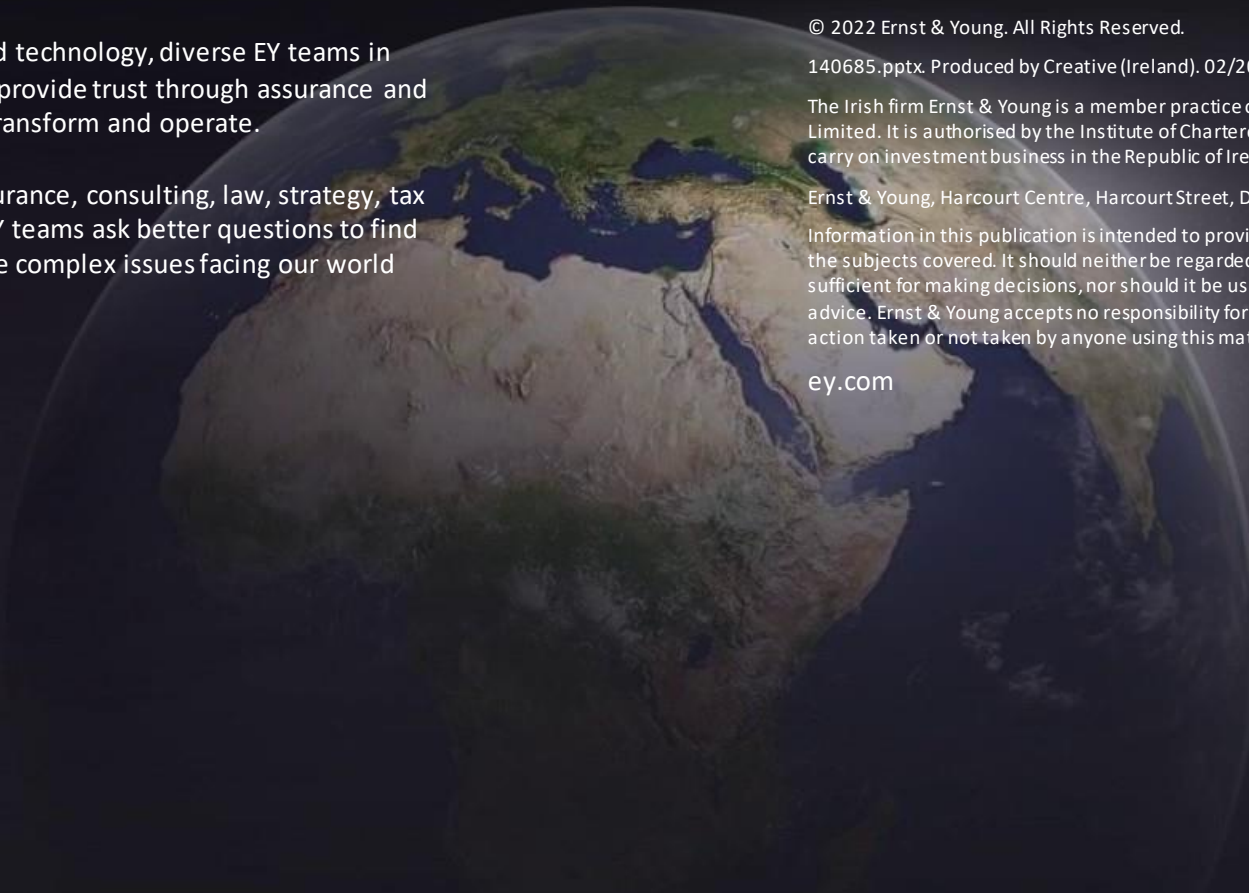 d technology, diverse EY teams in
provide trust through assurance and
ransform and operate.
urance, consulting, law, strategy, tax
Y teams ask better questions to find
e complex issues facing our world
© 2022 Ernst & Young. All Rights Reserved.
140685.pptx. Produced by Creative (Ireland). 02/20
The Irish firm Ernst & Young is a member practice o
Limited. It is authorised by the Institute of Chartere
carry on investment business in the Republic of Ire
Ernst & Young, Harcourt Centre, Harcourt Street, D
Information in this publication is intended to provi
the subjects covered. It should neither be regarded
sufficient for making decisions, nor should it be us
advice. Ernst & Young accepts no responsibility for
action taken or not taken by anyone using this mat
ey.com